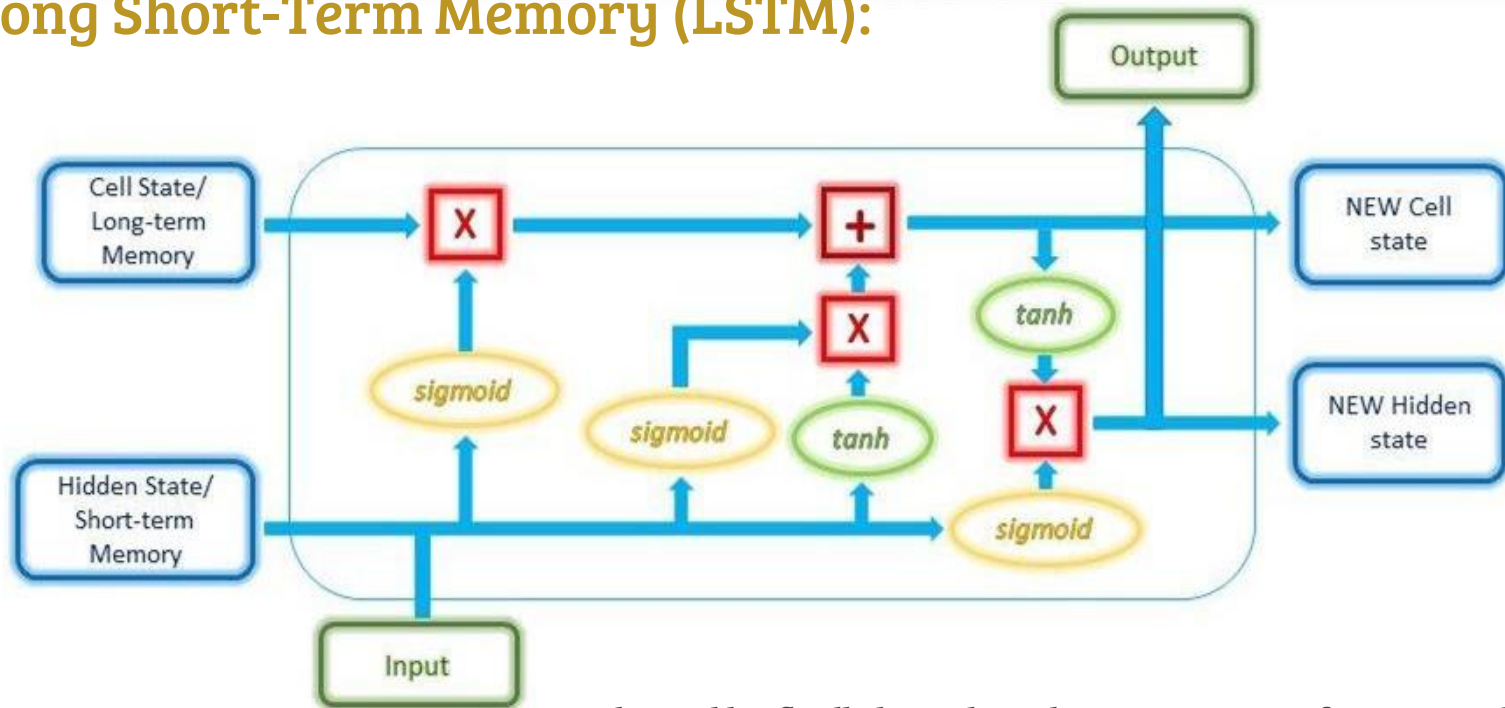 ong Short-Term Memory (LSTM):
Output
Cell State/
Long-term
Memory
X
+
NEW Cell
state
tanh
X
sigmoid
sigmoid
tanh
X
NEW Hidden
state
Hidden State/
Short-term
Memory
sigmoid
Input